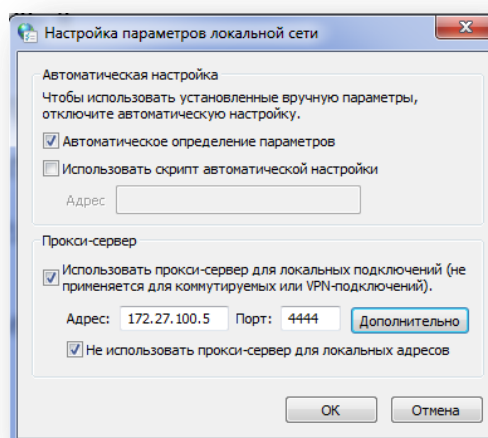 Настройка параметров локальной сети
Автоматическая настройка
Чтобы использовать установленные вручную параметры,
отключите автоматическую настройку.
Автоматическое определение параметров
Использовать скрипт автоматической настройки
Адрес
Прокси-сервер
Использовать прокси-сервер для локальных подключений (не
применяется для коммутируемых или VPN-подключений).
Адрес: 172.27.100.5 Порт: 4444 Дополнительно
Не использовать прокси-сервер для локальных адресов
ОК Отмена